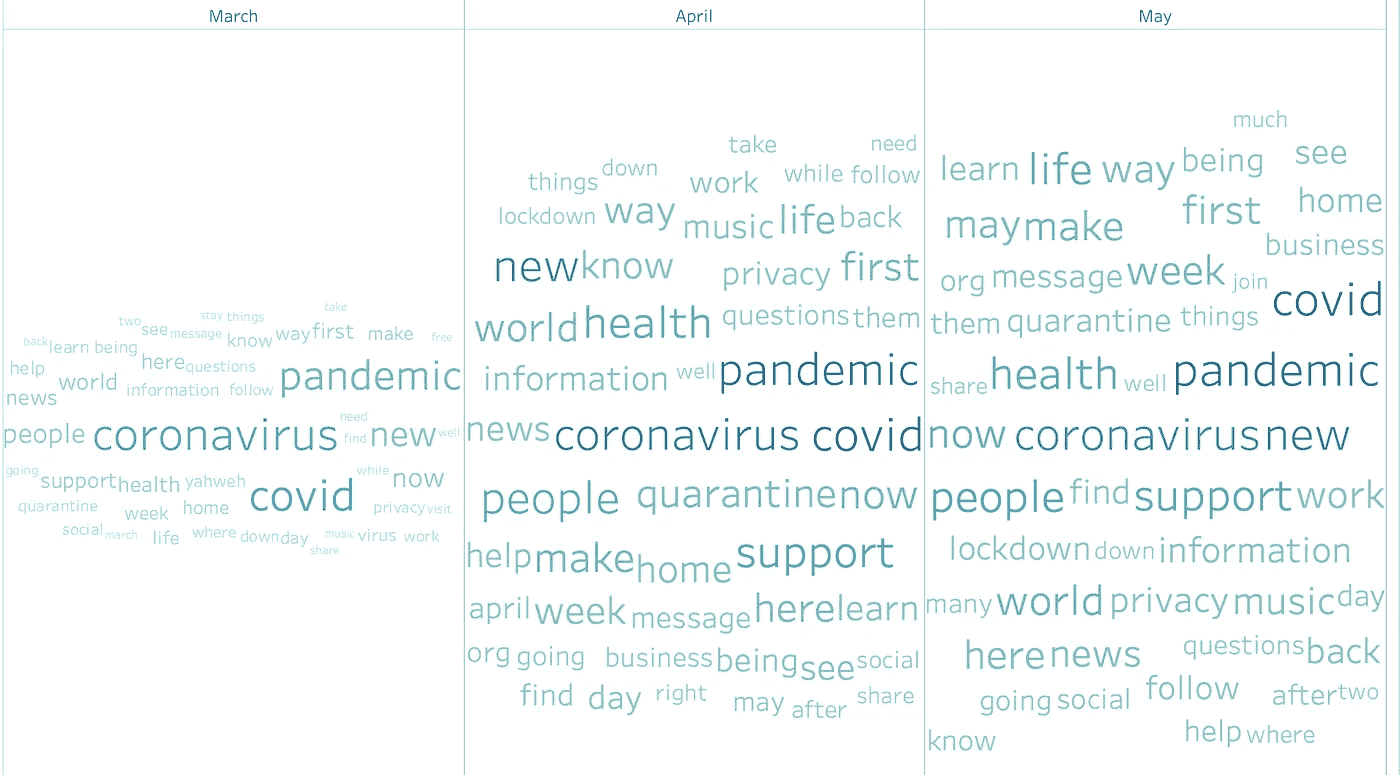 March
take
stay things
two see message know way first make free
back learn being
here questions
help
world information follow pandemic
news
need
people coronavirus find new well
going support health yahweh while now
covid
quarantine week home privacy visit
social march life where down day music virus work
share
April
take need
things down work while follow
lockdown way music life back
new know privacy first
world health questions them
information well pandemic
news coronavirus covid
people quarantine now
help make home support
april week message here learn
org going business being see social
find day right may after share
May
much
learn life way being see
may make first home
business
org message week join covid
them quarantine things
share health well pandemic
now coronavirus new
people find support work
lockdown down information
many world privacy music day
here news questions back
going social follow after two
know help where